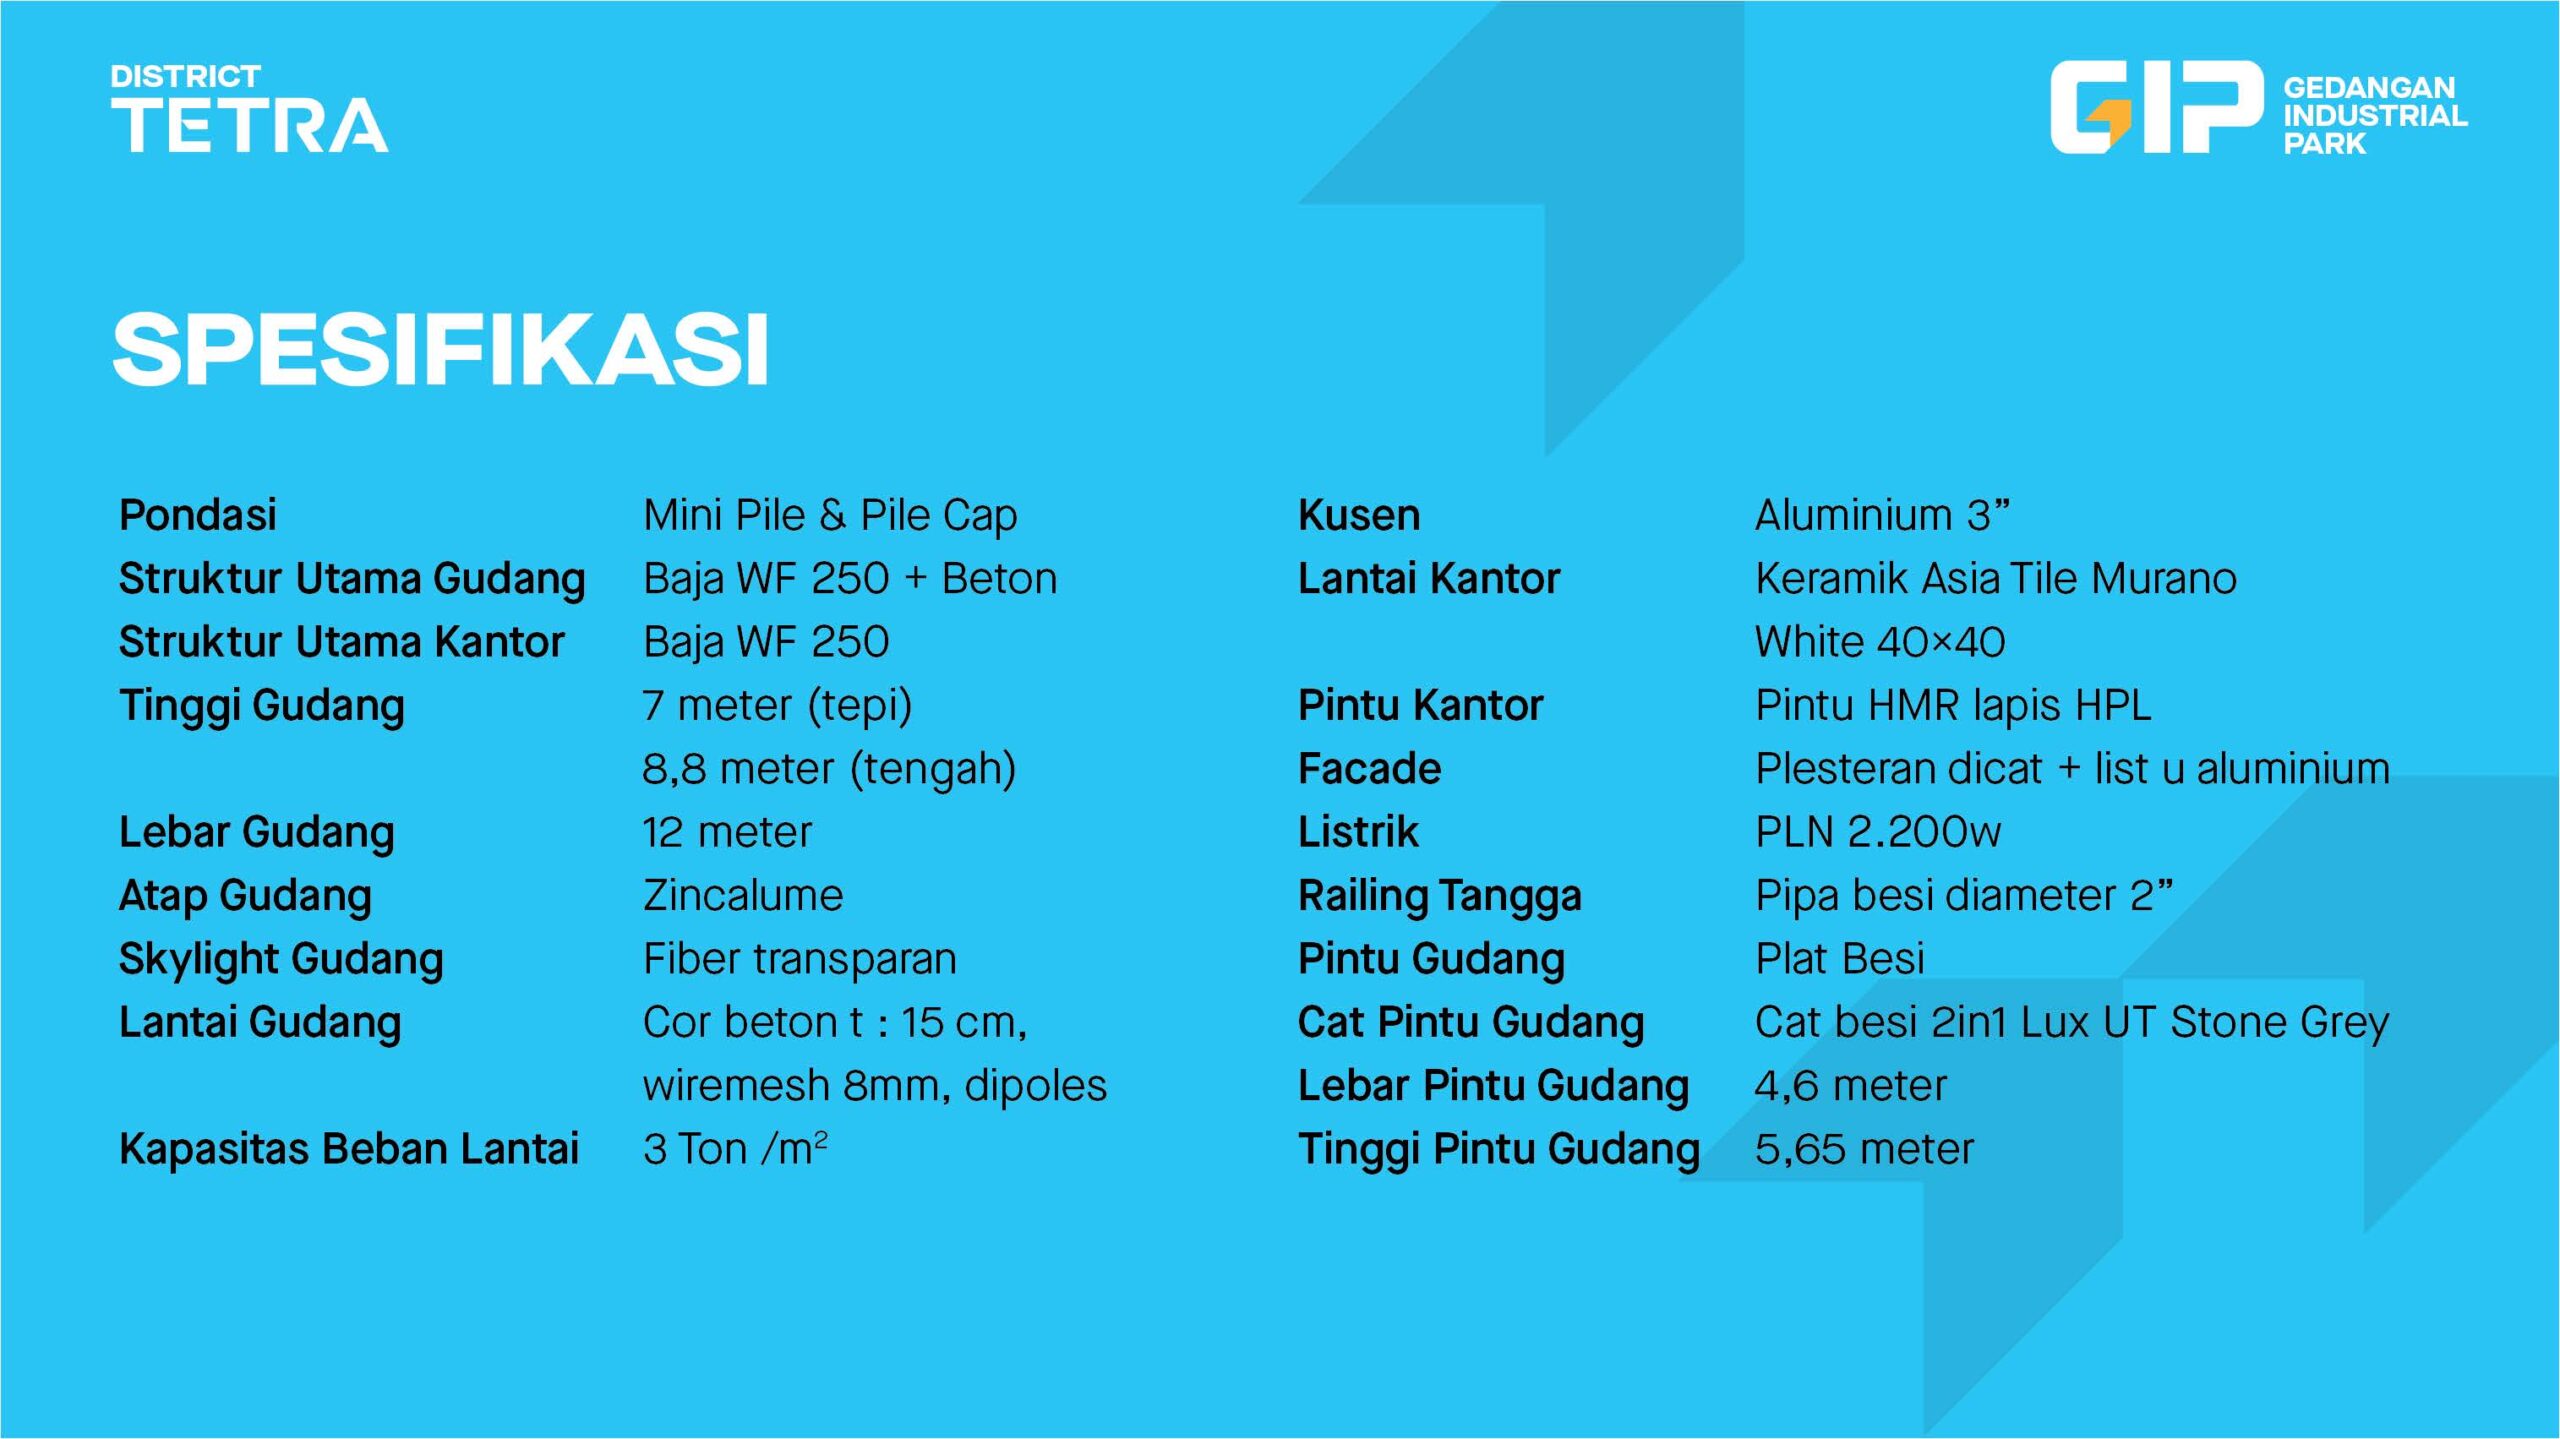 DISTRICT
TETRA
GIP
GEDANGAN
INDUSTRIAL
PARK
SPESIFIKASI
Pondasi Mini Pile & Pile Cap
Struktur Utama Gudang Baja WF 250 + Beton
Struktur Utama Kantor Baja WF 250
Tinggi Gudang 7 meter (tepi)
8,8 meter (tengah)
Lebar Gudang 12 meter
Atap Gudang Zincalume
Skylight Gudang Fiber transparan
Lantai Gudang Cor beton t : 15 cm,
wiremesh 8mm, dipoles
Kapasitas Beban Lantai 3 Ton /m²
Kusen Aluminium 3”
Lantai Kantor Keramik Asia Tile Murano
White 40×40
Pintu Kantor Pintu HMR lapis HPL
Facade Plesteran dicat + list u aluminium
Listrik PLN 2.200w
Railing Tangga Pipa besi diameter 2”
Pintu Gudang Plat Besi
Cat Pintu Gudang Cat besi 2in1 Lux UT Stone Grey
Lebar Pintu Gudang 4,6 meter
Tinggi Pintu Gudang 5,65 meter